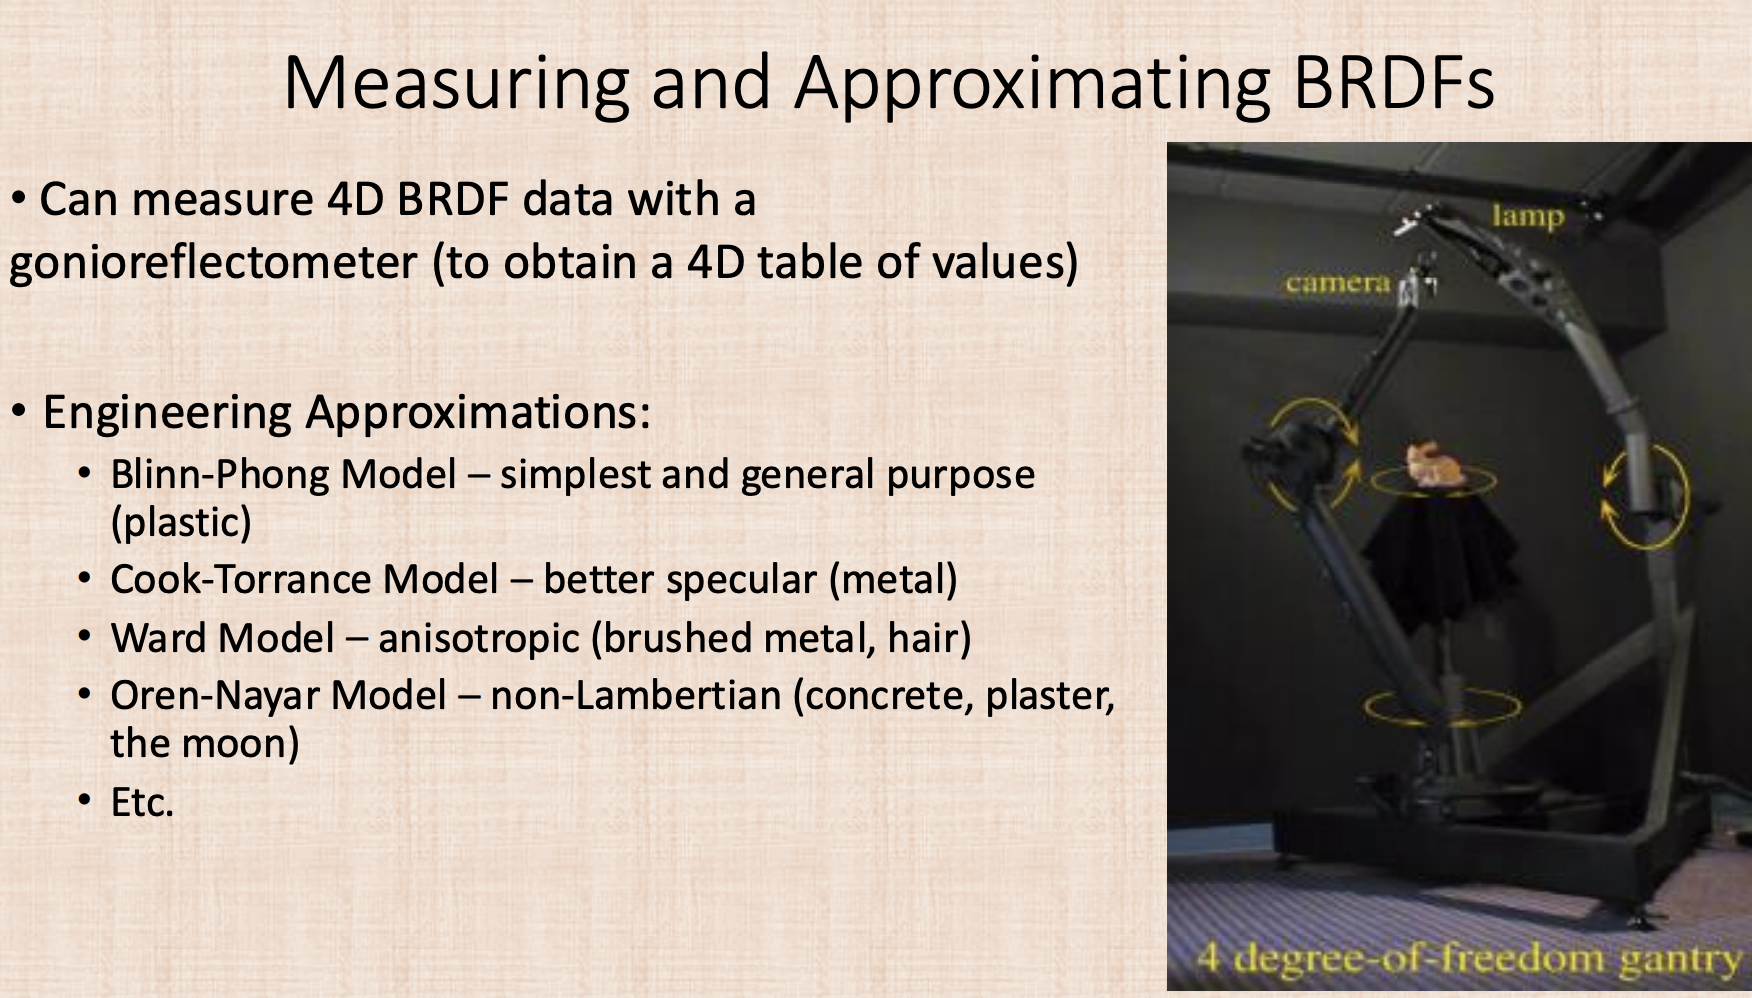 Measuring and Approximating BRDFs
• Can measure 4D BRDF data with a
gonioreflectometer (to obtain a 4D table of values)
• Engineering Approximations:
• Blinn-Phong Model – simplest and general purpose
(plastic)
• Cook-Torrance Model – better specular (metal)
• Ward Model – anisotropic (brushed metal, hair)
• Oren-Nayar Model – non-Lambertian (concrete, plaster,
the moon)
• Etc.
lamp
camera
4 degree-of-freedom gantry